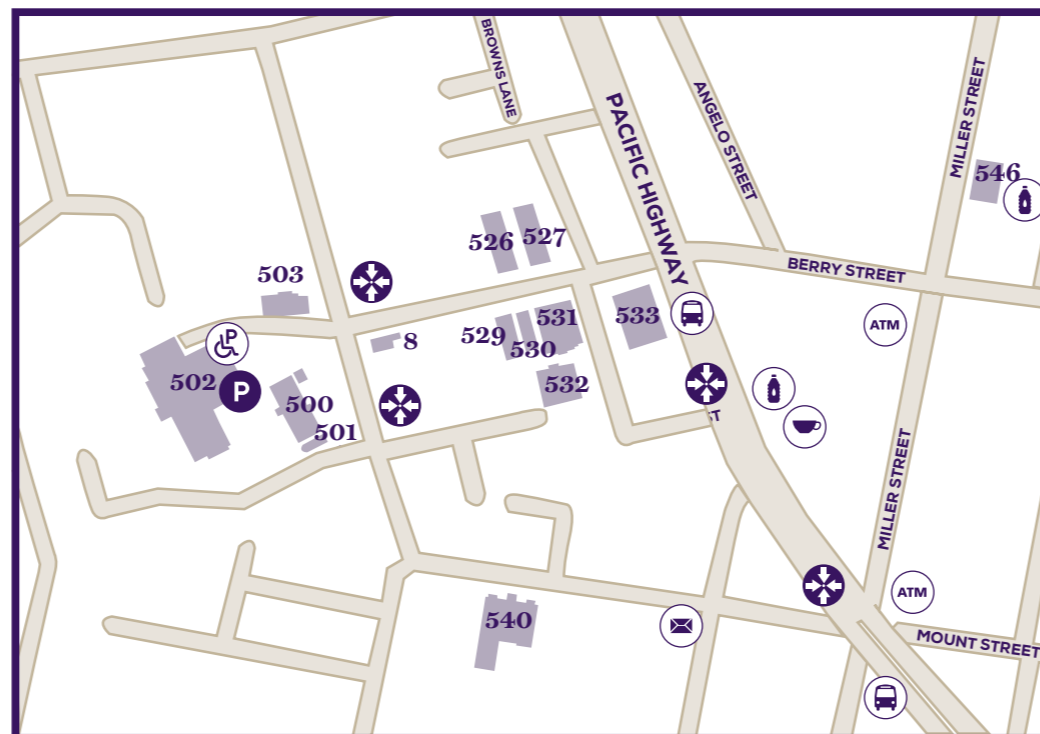 BROWNS LANE
PACIFIC HIGHWAY
ANGELO STREET
MILLER STREET
546
526
527
BERRY STREET
503
533
ATM
531
529
530
8
P
502
P
532
500
501
ST
MILLER STREET
ATM
540
MOUNT STREET